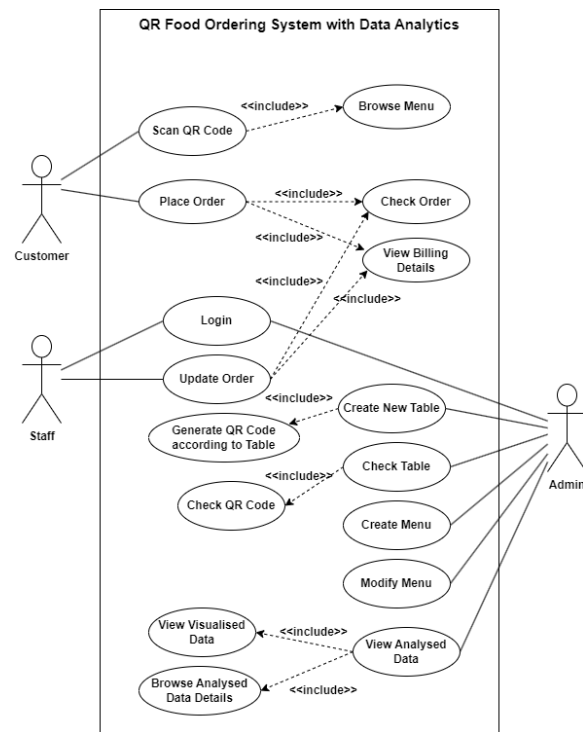 QR Food Ordering System with Data Analytics
<<include>>
Browse Menu
Scan QR Code
<<include>>
Place Order
Check Order
Customer
<<include>>
View Billing
Details
<<include>>
<<include>>
Login
Staff
Update Order
<<include>>
Create New Table
Generate QR Code
according to Table
Check Table
<<include>>
Admin
Check QR Code
Create Menu
Modify Menu
View Visualised
Data
<<include>>
View Analysed
Data
Browse Analysed
Data Details
<<include>>